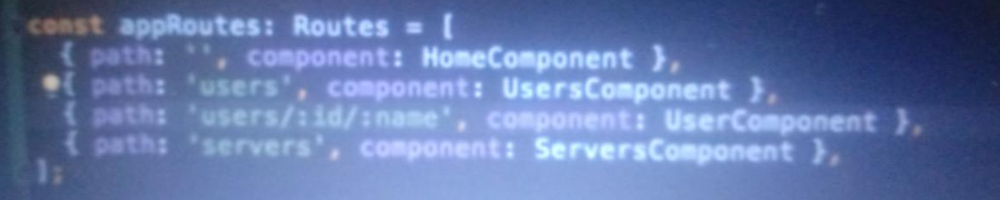 const appRoutes: Routes = [
{ path: '', component: HomeComponent },
{ path: 'users', component: UsersComponent },
{ path: 'users/:id/:name', component: UserComponent },
{ path: 'servers', component: ServersComponent },
];